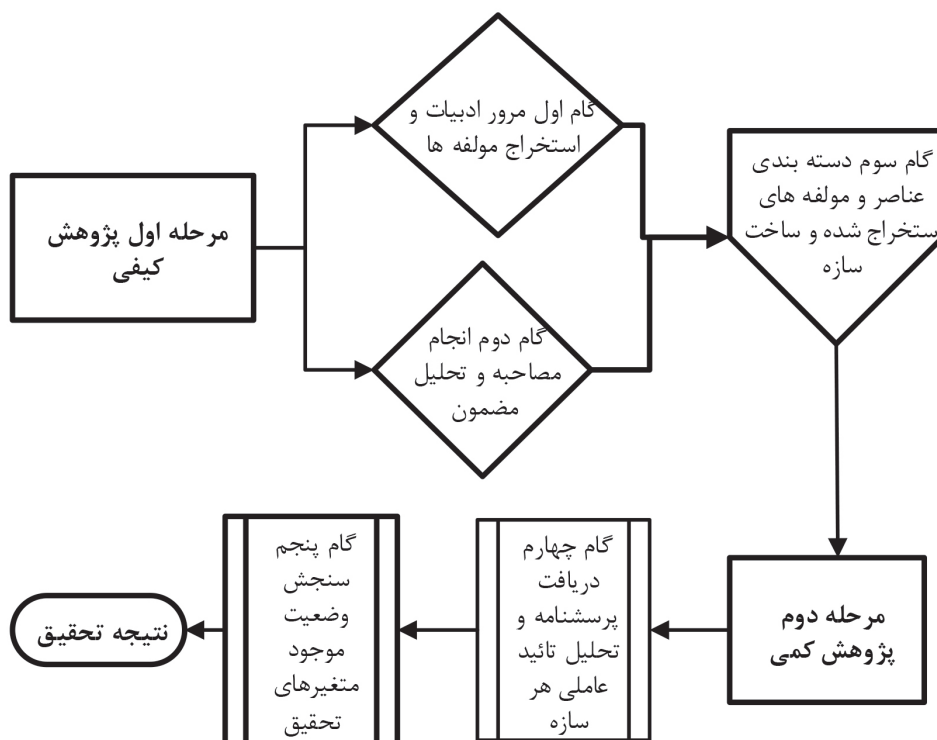 مرحله اول پژوهش
کیفی
گام اول مرور ادبیات و
استخراج مولفه ها
گام دوم انجام
مصاحبه و تحلیل
مضمون
گام سوم دسته بندی
عناصر و مولفه های
ستخراج شده و ساخت
سازه
مرحله دوم
پژوهش کمی
گام چهارم
دریافت
پرسشنامه و
تحلیل تائید
عاملی هر
سازه
گام پنجم
سنجش
وضعیت
موجود
متغیرهای
تحقیق
نتیجه تحقیق